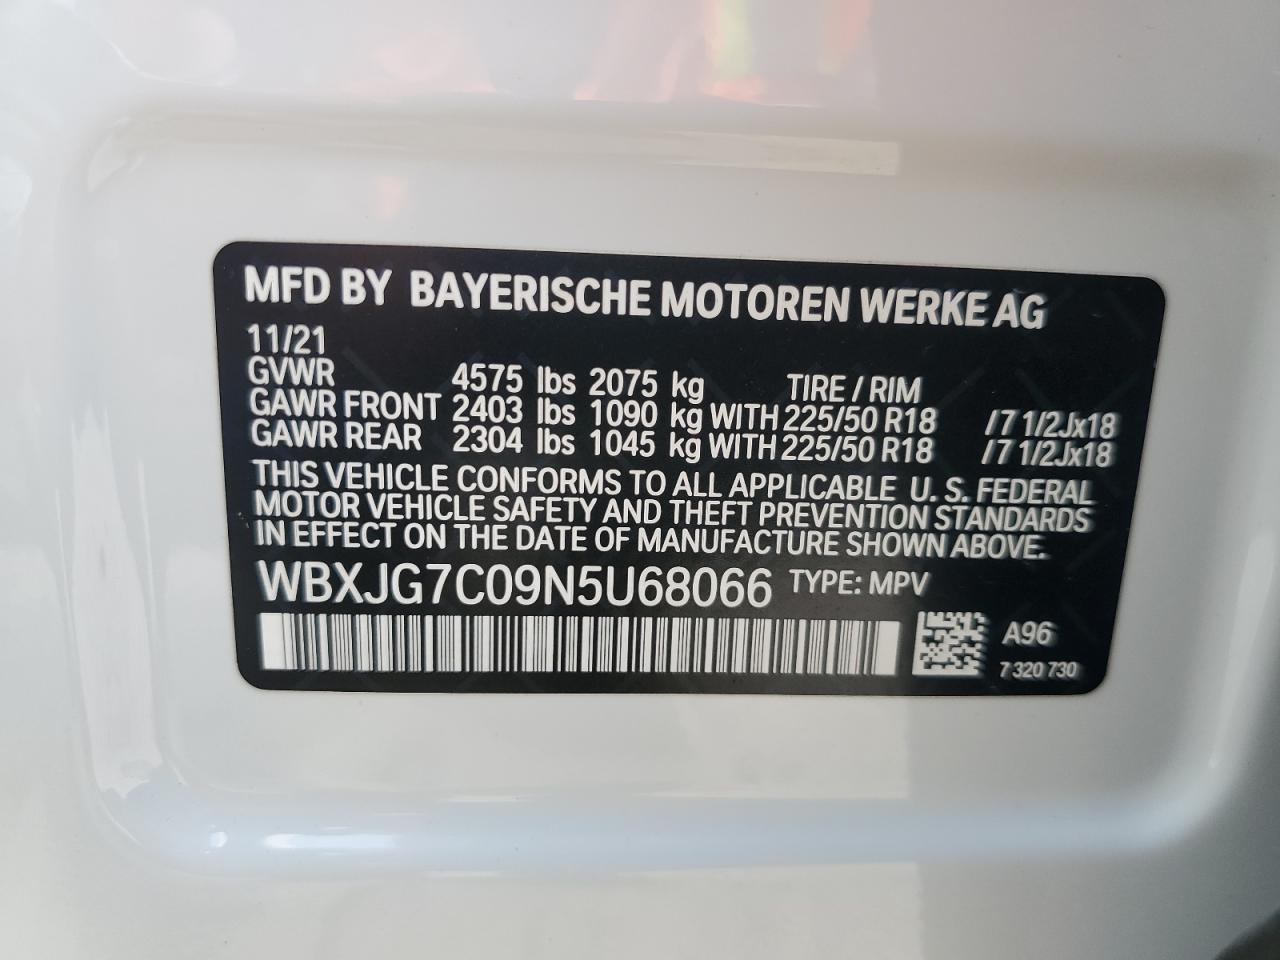 MFD BY BAYERISCHE MOTOREN WERKE AG
11/21
GVWR 4575 lbs 2075 kg TIRE / RIM
GAWR FRONT 2403 lbs 1090 kg WITH 225/50 R18 /7 1/2Jx18
GAWR REAR 2304 lbs 1045 kg WITH 225/50 R18 /7 1/2Jx18
THIS VEHICLE CONFORMS TO ALL APPLICABLE U. S. FEDERAL
MOTOR VEHICLE SAFETY AND THEFT PREVENTION STANDARDS
IN EFFECT ON THE DATE OF MANUFACTURE SHOWN ABOVE.
WBXJG7C09N5U68066 TYPE: MPV
A96
7 320 730